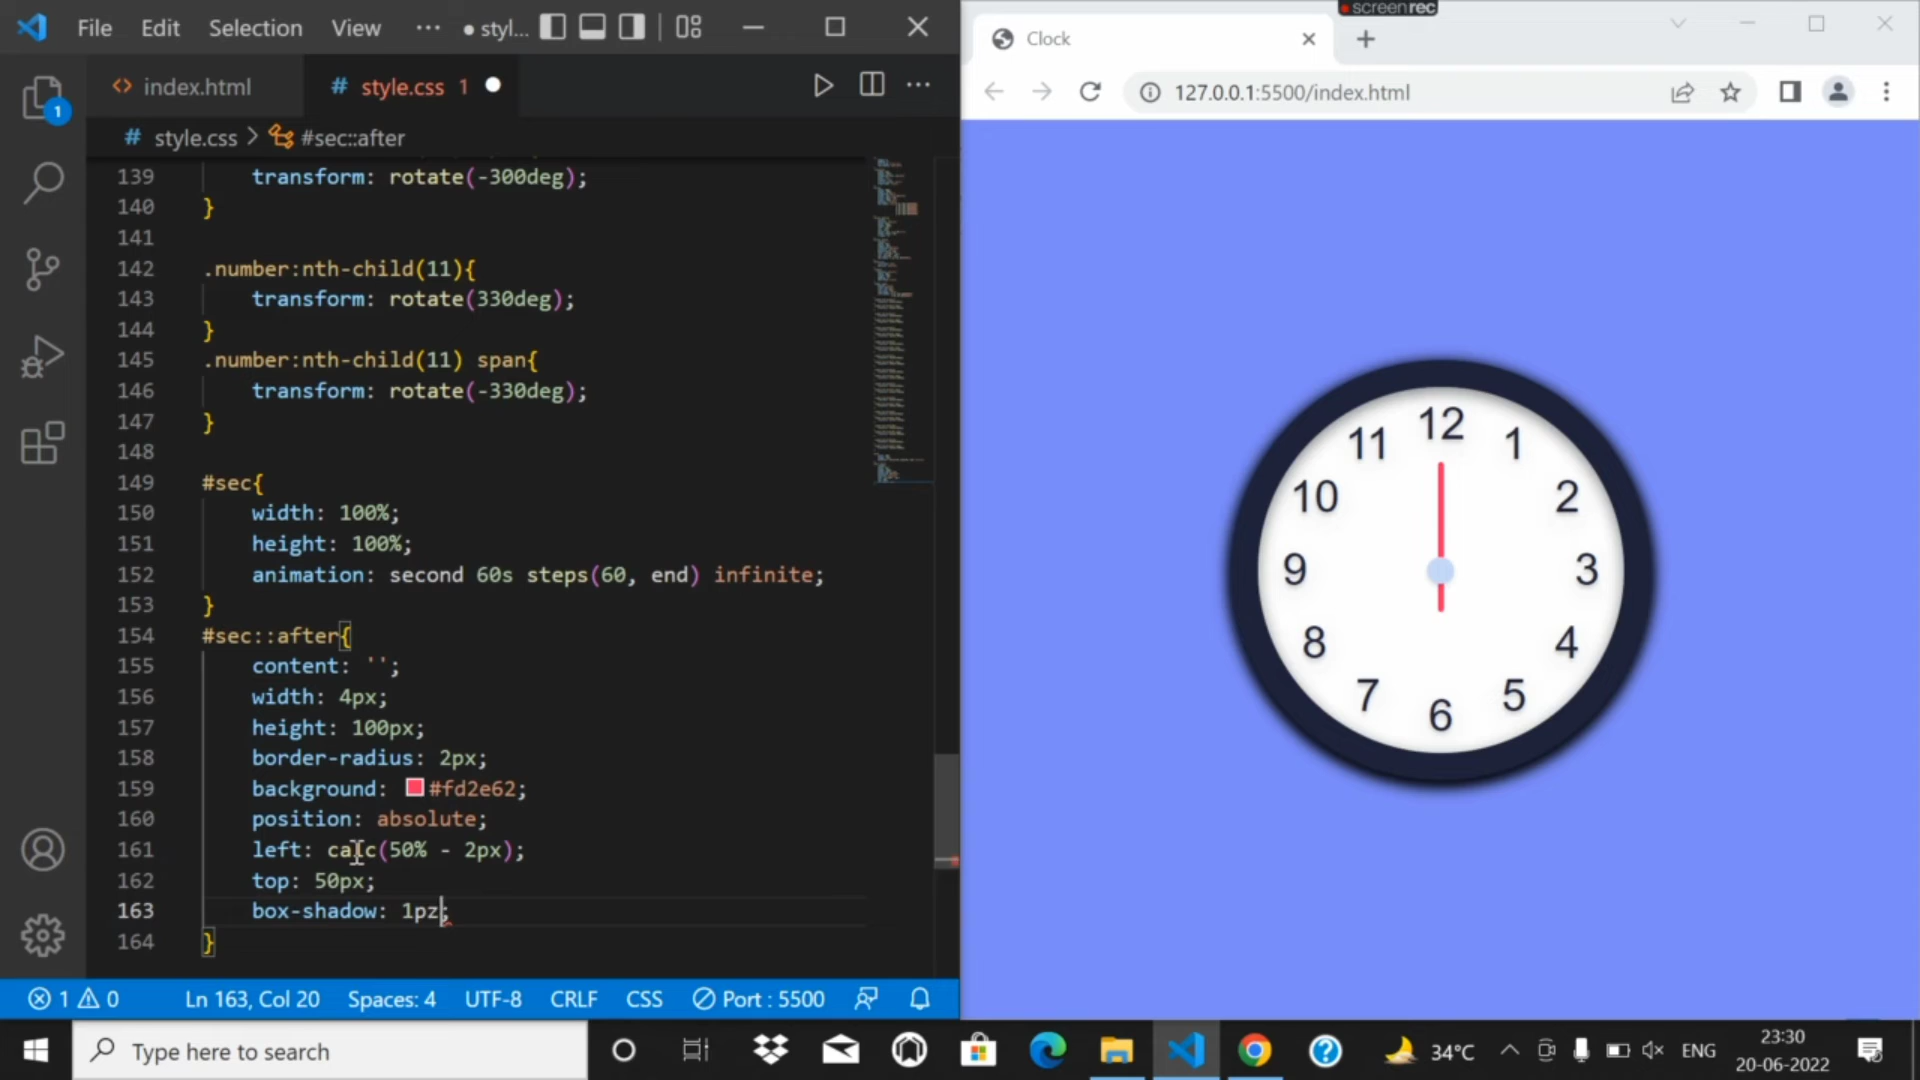 File Edit Selection View ··· ● styl...
index.html # style.css 1
# style.css > #sec::after
139 transform: rotate(-300deg);
140 }
141
142 .number:nth-child(11){
143 transform: rotate(330deg);
144 }
145 .number:nth-child(11) span{
146 transform: rotate(-330deg);
147 }
148
149 #sec{
150 width: 100%;
151 height: 100%;
152 animation: second 60s steps(60, end) infinite;
153 }
154 #sec::after{
155 content: '';
156 width: 4px;
157 height: 100px;
158 border-radius: 2px;
159 background: #fd2e62;
160 position: absolute;
161 left: calc(50% - 2px);
162 top: 50px;
163 box-shadow: 1pz;
164 }
1
1 0 Ln 163, Col 20 Spaces: 4 UTF-8 CRLF CSS Port : 5500
screenrec
Clock
127.0.0.1:5500/index.html
12
11 1
10 2
9 3
8 4
7 5
6
Type here to search
34°C ENG
23:30
20-06-2022